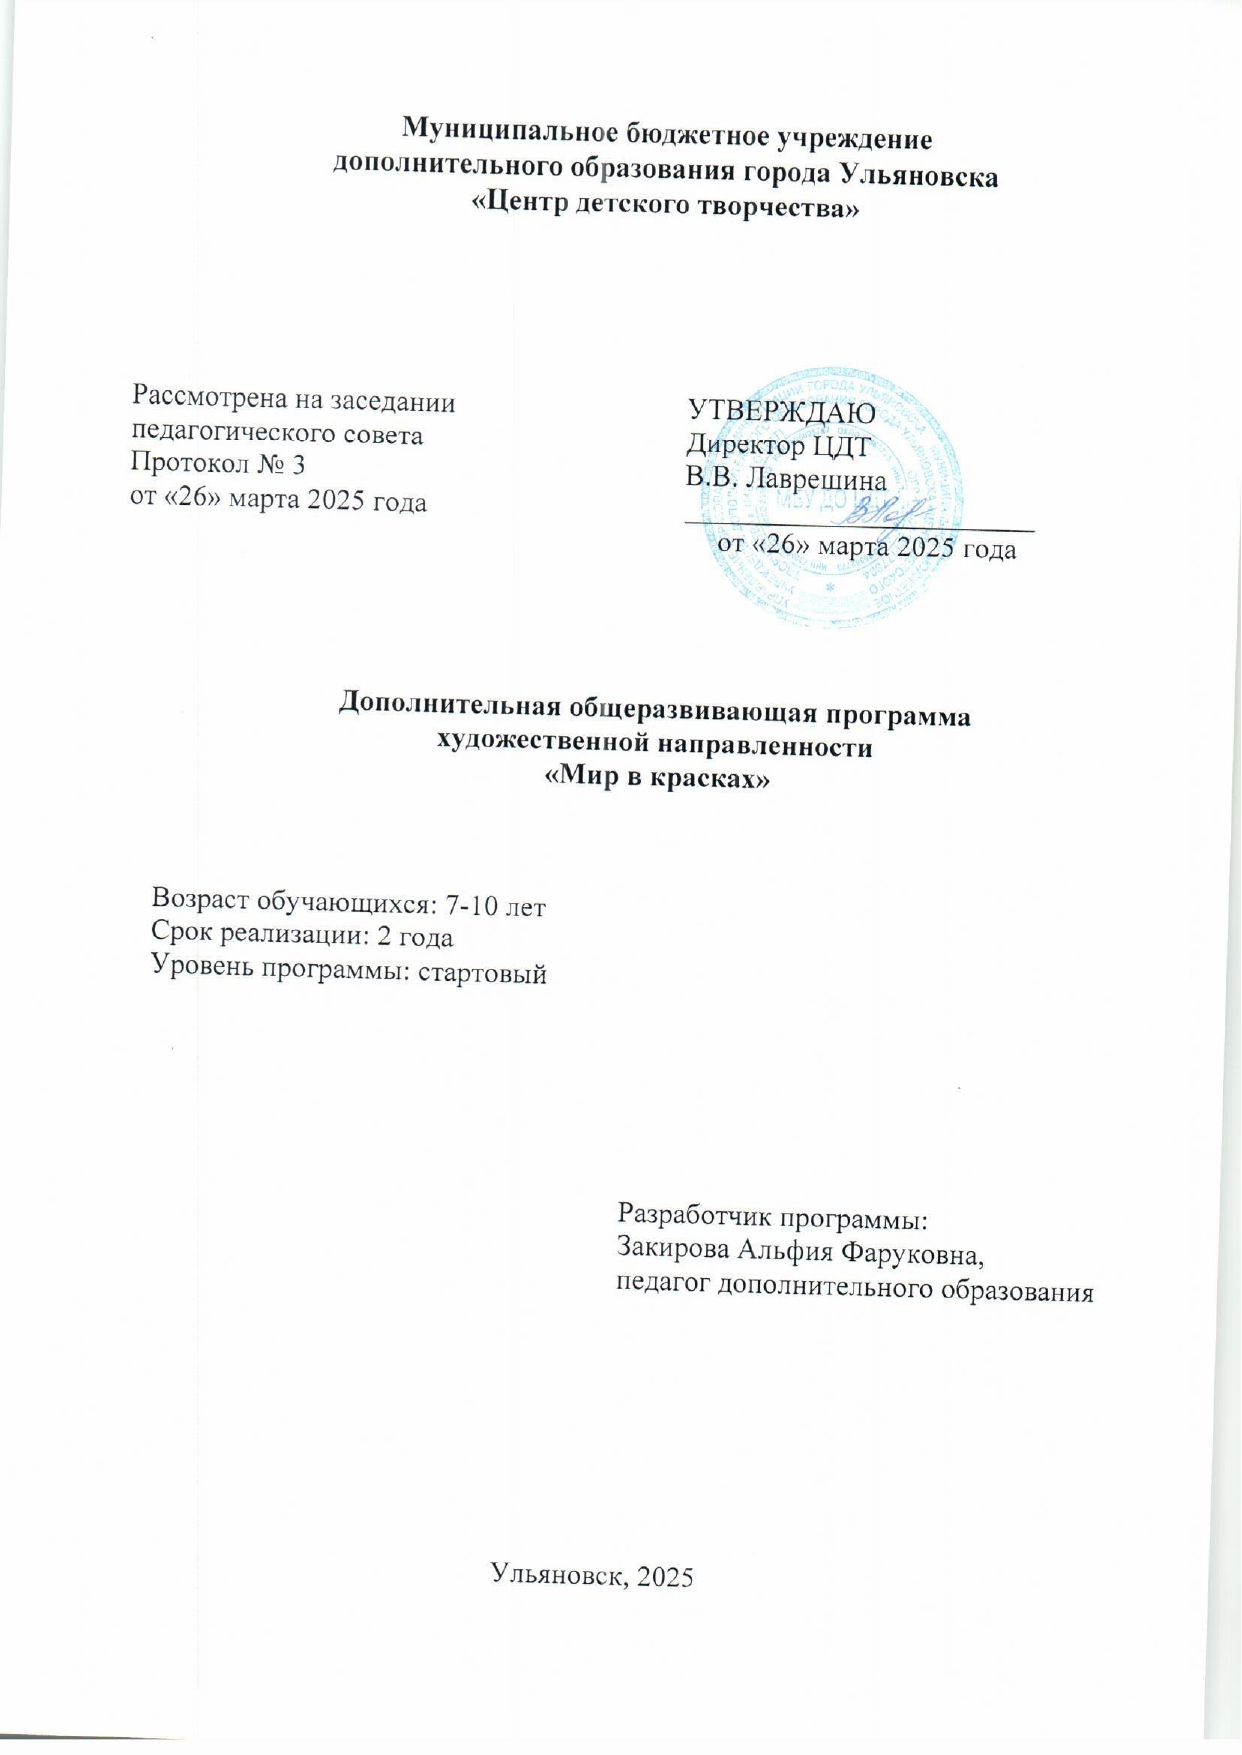 Муниципальное бюджетное учреждение
дополнительного образования города Ульяновска
«Центр детского творчества»
Рассмотрена на заседании
педагогического совета
Протокол № 3
от «26» марта 2025 года
УТВЕРЖДАЮ
Директор ЦДТ
В.В. Лаврешина
от «26» марта 2025 года
МБУ ДО
Дополнительная общеразвивающая программа
художественной направленности
«Мир в красках»
Возраст обучающихся: 7-10 лет
Срок реализации: 2 года
Уровень программы: стартовый
Разработчик программы:
Закирова Альфия Фаруковна,
педагог дополнительного образования
Ульяновск, 2025